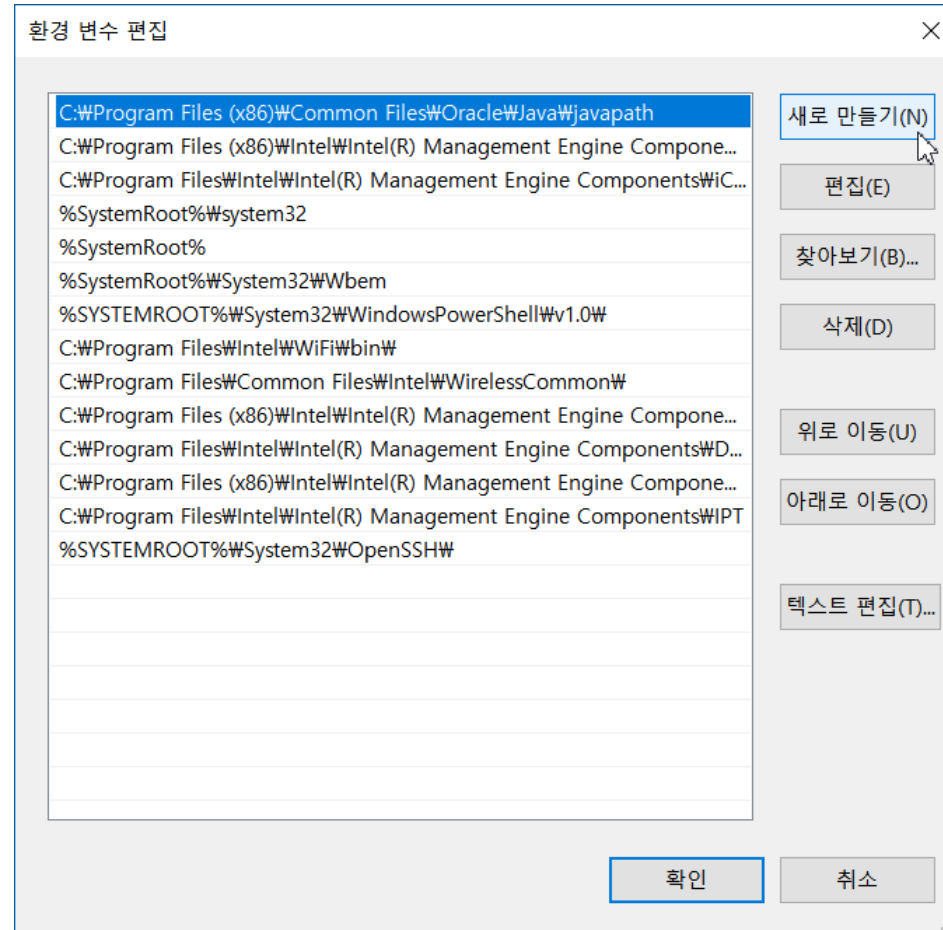 환경 변수 편집
C:₩Program Files (x86)₩Common Files₩Oracle₩Java₩javapath
C:₩Program Files (x86)₩Intel₩Intel(R) Management Engine Compone...
C:₩Program Files₩Intel₩Intel(R) Management Engine Components₩iC...
%SystemRoot%₩system32
%SystemRoot%
%SystemRoot%₩System32₩Wbem
%SYSTEMROOT%₩System32₩WindowsPowerShell₩v1.0₩
C:₩Program Files₩Intel₩WiFi₩bin₩
C:₩Program Files₩Common Files₩Intel₩WirelessCommon₩
C:₩Program Files (x86)₩Intel₩Intel(R) Management Engine Compone...
C:₩Program Files₩Intel₩Intel(R) Management Engine Components₩D...
C:₩Program Files (x86)₩Intel₩Intel(R) Management Engine Compone...
C:₩Program Files₩Intel₩Intel(R) Management Engine Components₩IPT
%SYSTEMROOT%₩System32₩OpenSSH₩
새로 만들기(N)
편집(E)
찾아보기(B)...
삭제(D)
위로 이동(U)
아래로 이동(O)
텍스트 편집(T)...
확인
취소